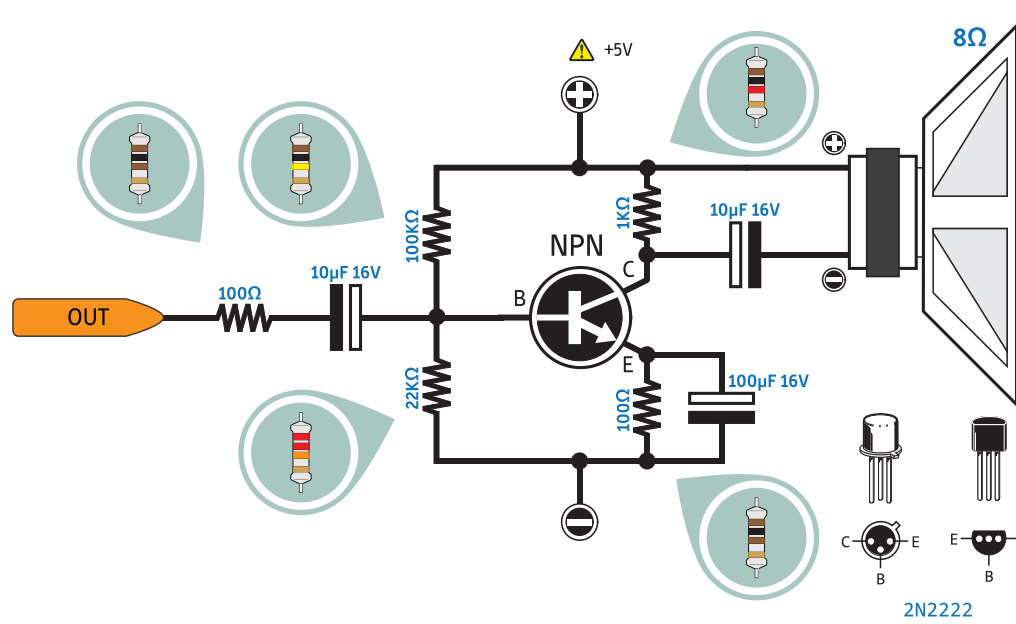 8Ω
+5V
100KΩ
1KΩ
10µF 16V
NPN
C
10µF 16V
B
100Ω
OUT
E
22KΩ
100Ω
100µF 16V
C
E
B
E
B
2N2222